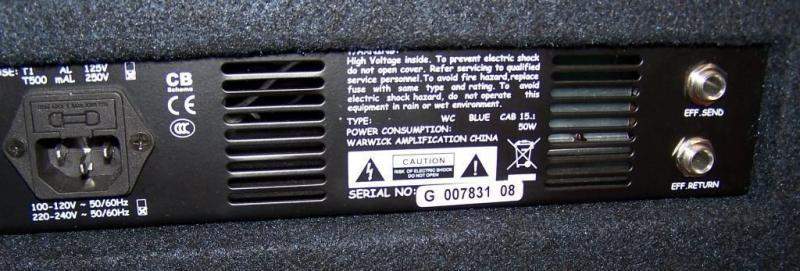 T1 AL 125V
T500 mAL 250V
CB
Scheme
CE
CCC
100-120V ~ 50/60Hz
220-240V ~ 50/60Hz
WARNING:
High Voltage inside. To prevent electric shock
do not open cover. Refer servicing to qualified
service personnel.To avoid fire hazard,replace
fuse with same type and rating. To avoid
electric shock hazard, do not operate this
equipment in rain or wet environment.
TYPE: WC BLUE CAB 15.1
POWER CONSUMPTION: 50W
WARWICK AMPLIFICATION CHINA
CAUTION
RISK OF ELECTRIC SHOCK
DO NOT OPEN
SERIAL NO: G 007831 08
EFF.SEND
EFF.RETURN